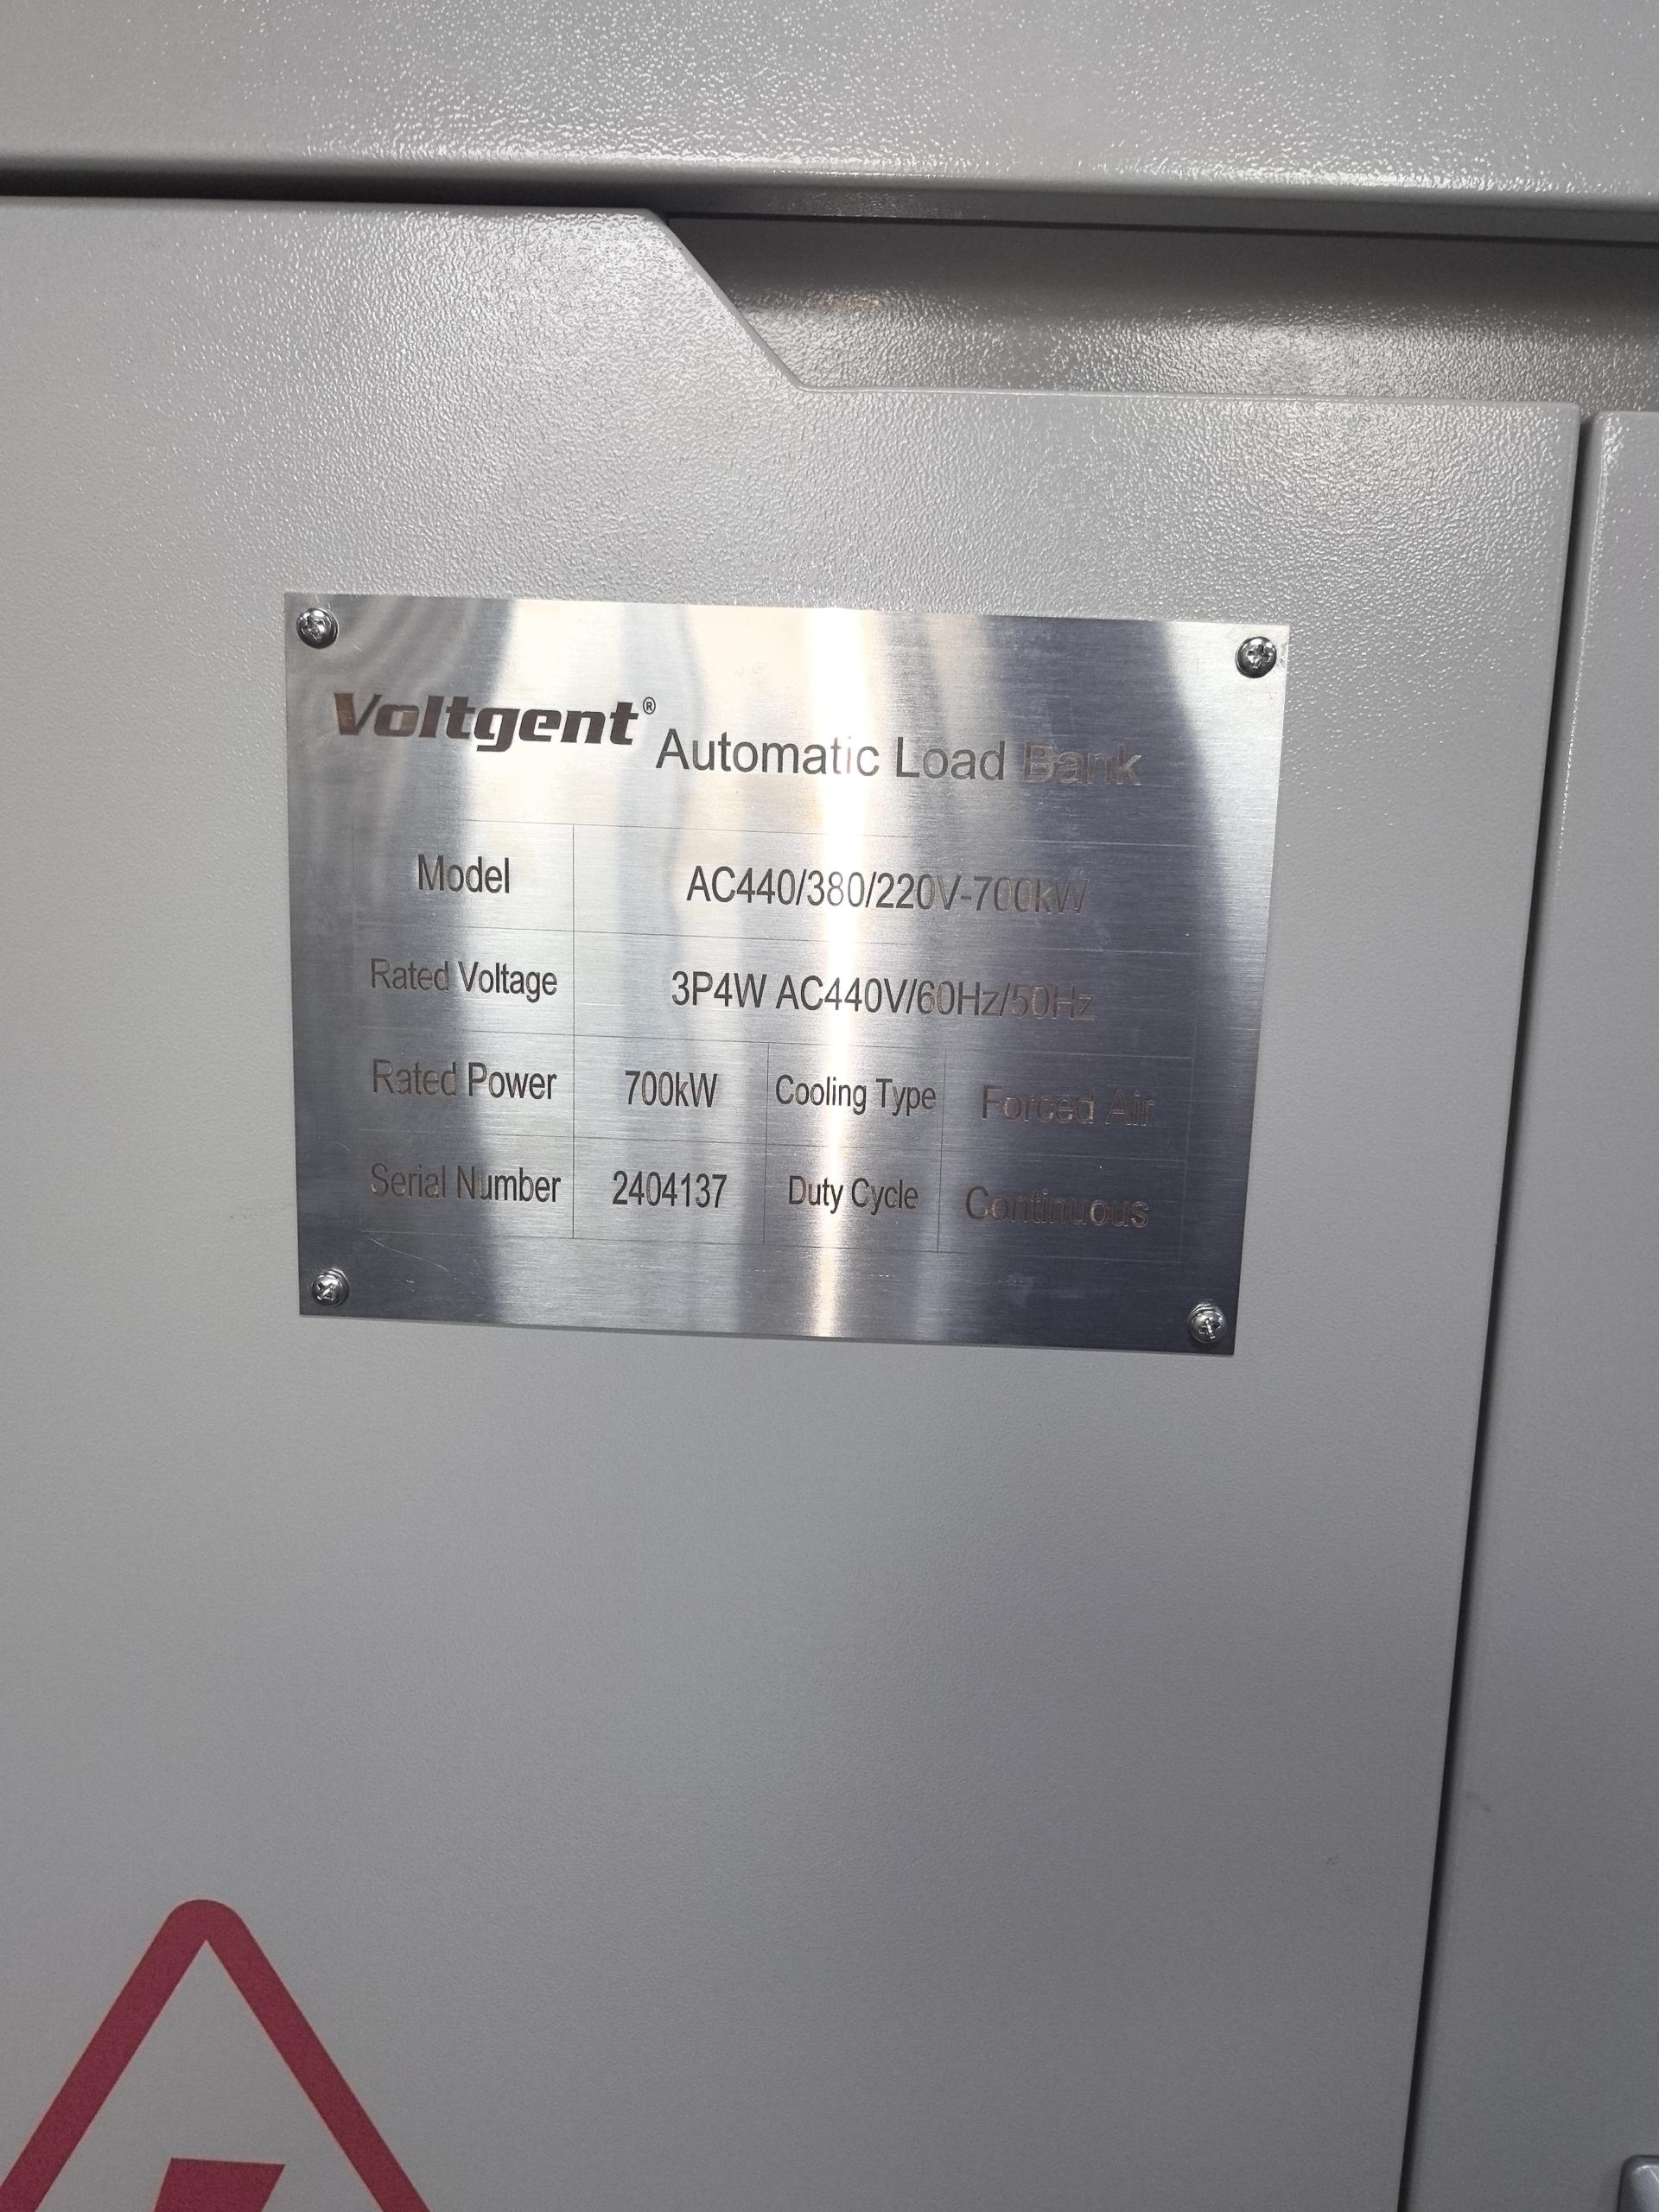 Voltgent® Automatic Load Bank
Model AC440/380/220V-700kW
Rated Voltage 3P4W AC440V/60Hz/50Hz
Rated Power 700kW Cooling Type Forced Air
Serial Number 2404137 Duty Cycle Continuous